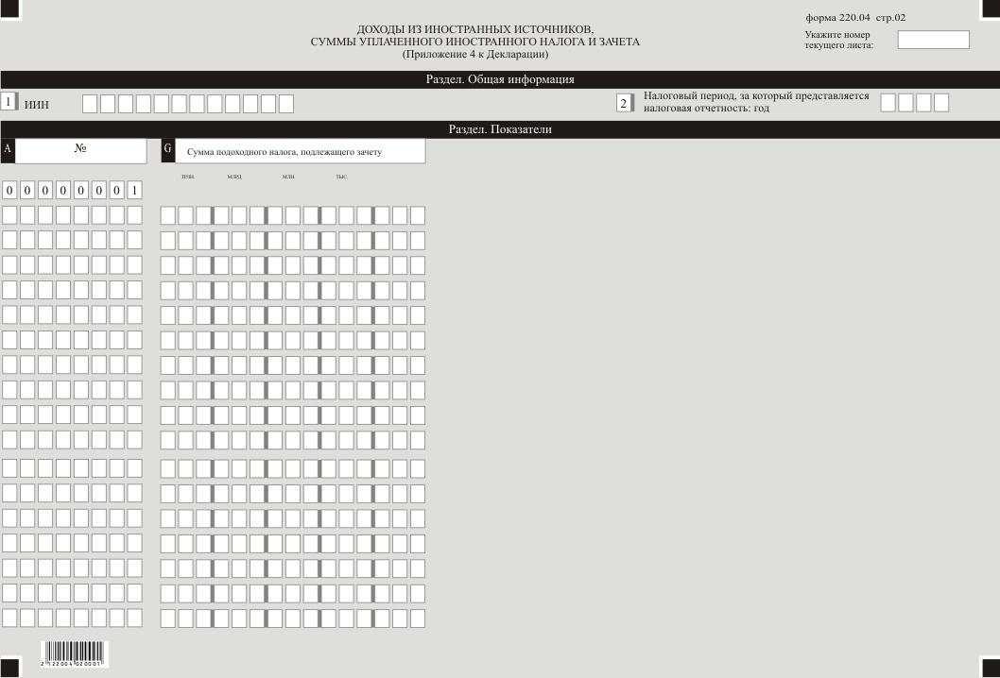 форма 220.04 стр.02
ДОХОДЫ ИЗ ИНОСТРАННЫХ ИСТОЧНИКОВ,
СУММЫ УПЛАЧЕННОГО ИНОСТРАННОГО НАЛОГА И ЗАЧЕТА
(Приложение 4 к Декларации)
Укажите номер
текущего листа:
Раздел. Общая информация
1 ИИН
2 Налоговый период, за который представляется
налоговая отчетность: год
Раздел. Показатели
A №
G Сумма подоходного налога, подлежащего зачету
ТРЛН. МЛРД. МЛН. ТЫС.
0 0 0 0 0 0 0 1
2 122004 020001